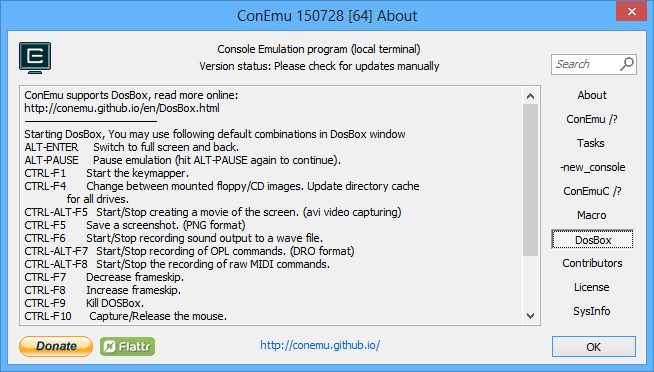 ConEmu 150728 [64] About
Console Emulation program (local terminal)
Version status: Please check for updates manually
Search
ConEmu supports DosBox, read more online:
http://conemu.github.io/en/DosBox.html
------------------------------------
Starting DosBox, You may use following default combinations in DosBox window
ALT-ENTER Switch to full screen and back.
ALT-PAUSE Pause emulation (hit ALT-PAUSE again to continue).
CTRL-F1 Start the keymapper.
CTRL-F4 Change between mounted floppy/CD images. Update directory cache
for all drives.
CTRL-ALT-F5 Start/Stop creating a movie of the screen. (avi video capturing)
CTRL-F5 Save a screenshot. (PNG format)
CTRL-F6 Start/Stop recording sound output to a wave file.
CTRL-ALT-F7 Start/Stop recording of OPL commands. (DRO format)
CTRL-ALT-F8 Start/Stop the recording of raw MIDI commands.
CTRL-F7 Decrease frameskip.
CTRL-F8 Increase frameskip.
CTRL-F9 Kill DOSBox.
CTRL-F10 Capture/Release the mouse.
About
ConEmu /?
Tasks
-new_console
ConEmuC /?
Macro
DosBox
Contributors
License
SysInfo
Donate
Flattr
http://conemu.github.io/
OK